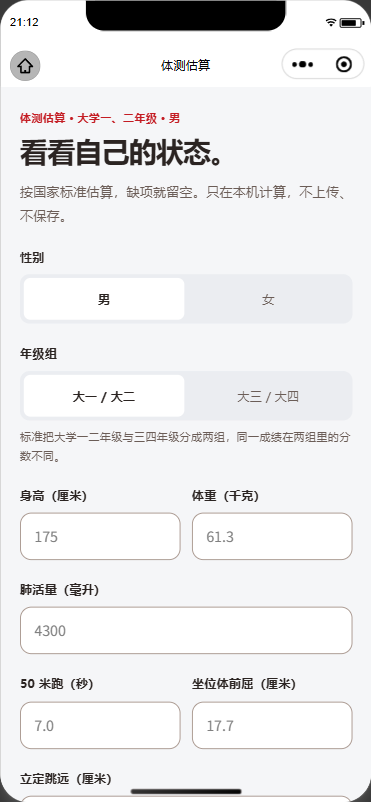 21:12
体测估算
体测估算 • 大学一、二年级 • 男
看看自己的状态。
按国家标准估算，缺项就留空。只在本机计算，不上传、
不保存。
性别
男 女
年级组
大一 / 大二 大三 / 大四
标准把大学一二年级与三四年级分成两组，同一成绩在两组里的分
数不同。
身高（厘米） 体重（千克）
175 61.3
肺活量（毫升）
4300
50 米跑（秒） 坐位体前屈（厘米）
7.0 17.7
立定跳远（厘米）